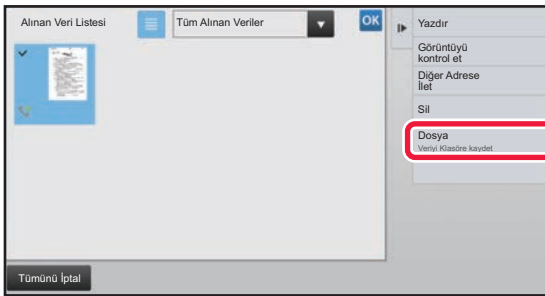 Alınan Veri Listesi
Tüm Alınan Veriler
OK
Yazdır
Görüntüyü
kontrol et
Diğer Adrese
İlet
Sil
Dosya
Veriyi Klasöre kaydet
Tümünü İptal